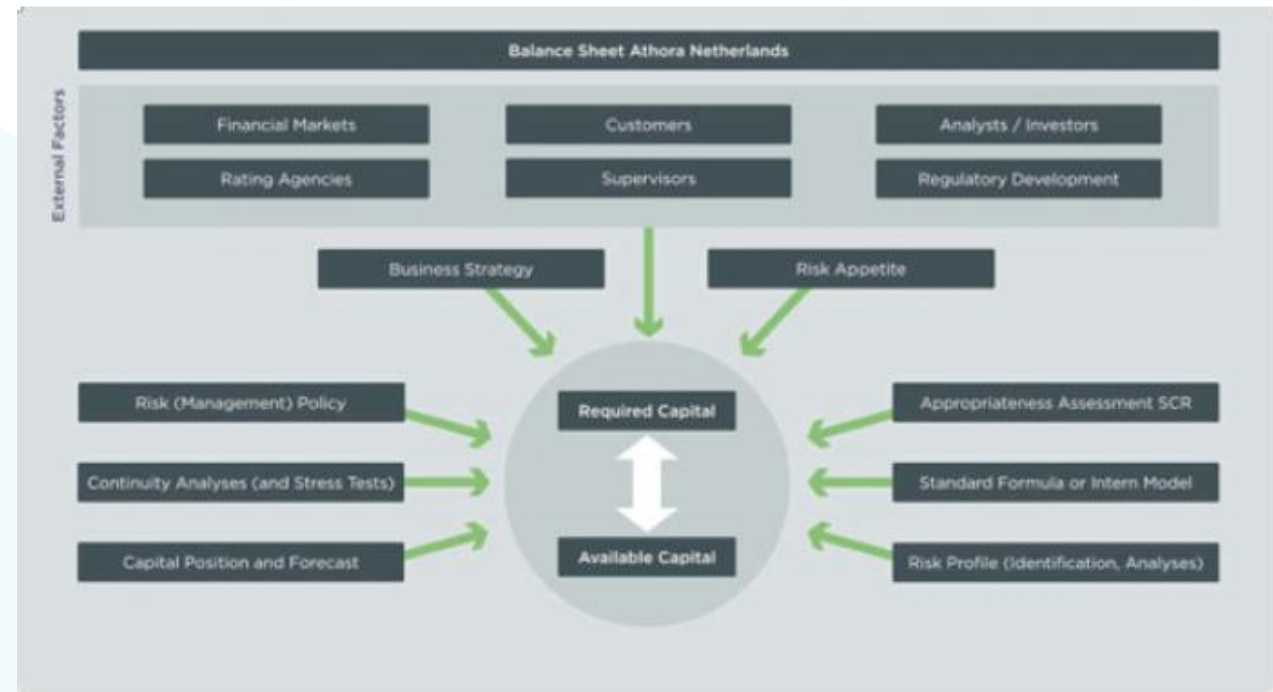 Balance Sheet Athora Netherlands
External Factors
Financial Markets
Customers
Analysts / Investors
Rating Agencies
Supervisors
Regulatory Development
Business Strategy
Risk Appetite
Risk (Management) Policy
Required Capital
Appropriateness Assessment SCR
Continuity Analyses (and Stress Tests)
Standard Formula or Intern Model
Capital Position and Forecast
Available Capital
Risk Profile (Identification, Analyses)